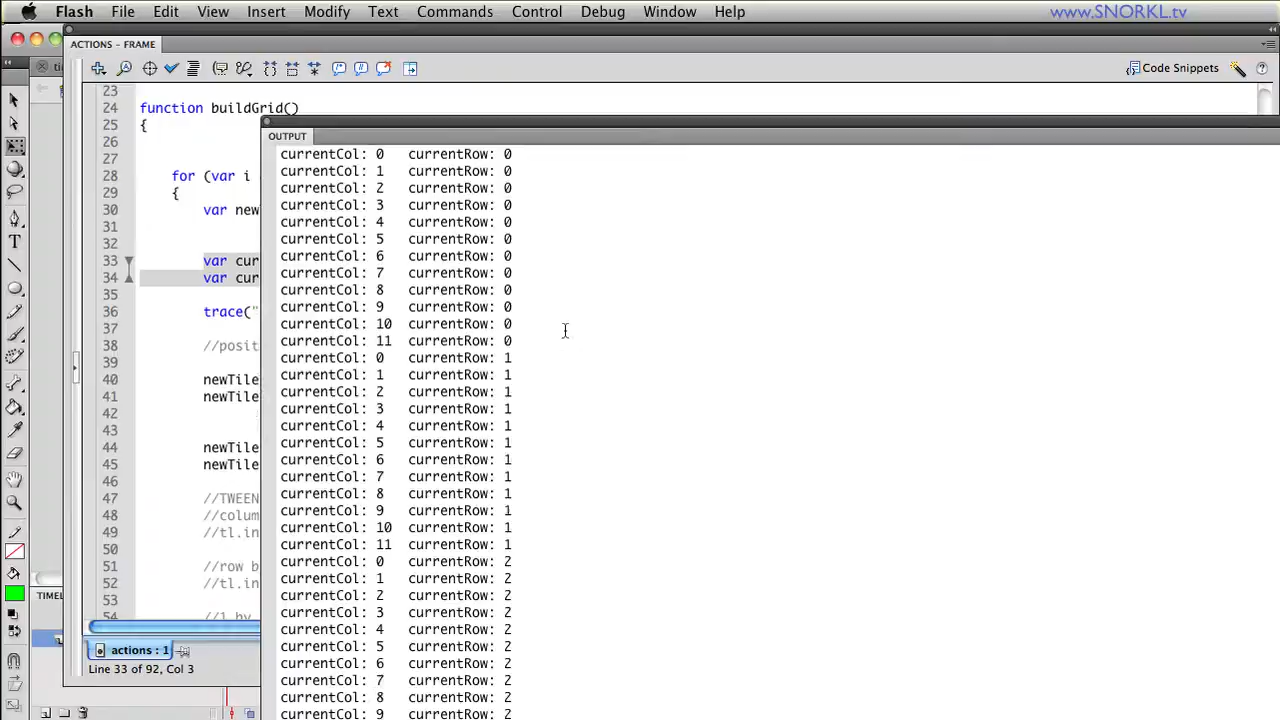 Flash File Edit View Insert Modify Text Commands Control Debug Window Help
www.SNORKL.tv
ACTIONS - FRAME
Code Snippets
23
24 function buildGrid()
25 {
26
27
28 for (var i
29 {
30 var new
31
32
33 var cur
34 var cur
35
36 trace("
37
38 //posit
39
40 newTile
41 newTile
42
43
44 newTile
45 newTile
46
47 //TWEEN
48 //colum
49 //tl.in
50
51 //row b
52 //tl.in
53
54 //1 by
actions : 1
Line 33 of 92, Col 3
TIMEL
OUTPUT
currentCol: 0 currentRow: 0
currentCol: 1 currentRow: 0
currentCol: 2 currentRow: 0
currentCol: 3 currentRow: 0
currentCol: 4 currentRow: 0
currentCol: 5 currentRow: 0
currentCol: 6 currentRow: 0
currentCol: 7 currentRow: 0
currentCol: 8 currentRow: 0
currentCol: 9 currentRow: 0
currentCol: 10 currentRow: 0
currentCol: 11 currentRow: 0
currentCol: 0 currentRow: 1
currentCol: 1 currentRow: 1
currentCol: 2 currentRow: 1
currentCol: 3 currentRow: 1
currentCol: 4 currentRow: 1
currentCol: 5 currentRow: 1
currentCol: 6 currentRow: 1
currentCol: 7 currentRow: 1
currentCol: 8 currentRow: 1
currentCol: 9 currentRow: 1
currentCol: 10 currentRow: 1
currentCol: 11 currentRow: 1
currentCol: 0 currentRow: 2
currentCol: 1 currentRow: 2
currentCol: 2 currentRow: 2
currentCol: 3 currentRow: 2
currentCol: 4 currentRow: 2
currentCol: 5 currentRow: 2
currentCol: 6 currentRow: 2
currentCol: 7 currentRow: 2
currentCol: 8 currentRow: 2
currentCol: 9 currentRow: 2